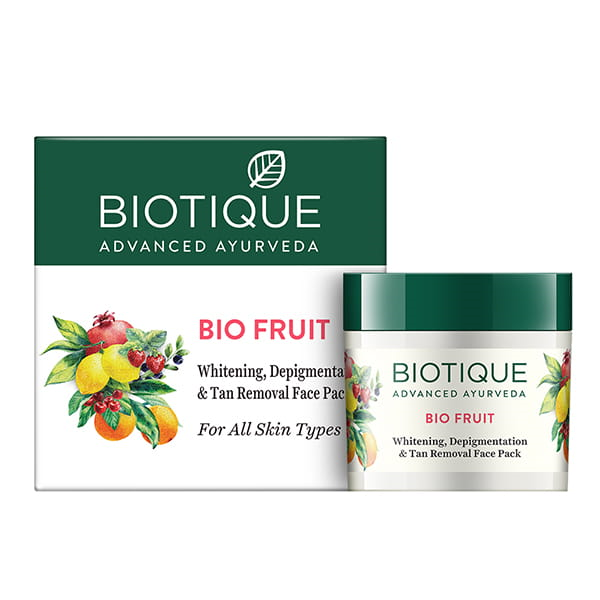 BIOTIQUE
ADVANCED AYURVEDA
BIO FRUIT
Whitening, Depigmenta
& Tan Removal Face Pac
For All Skin Types
BIOTIQUE
ADVANCED AYURVEDA
BIO FRUIT
Whitening, Depigmentation
& Tan Removal Face Pack